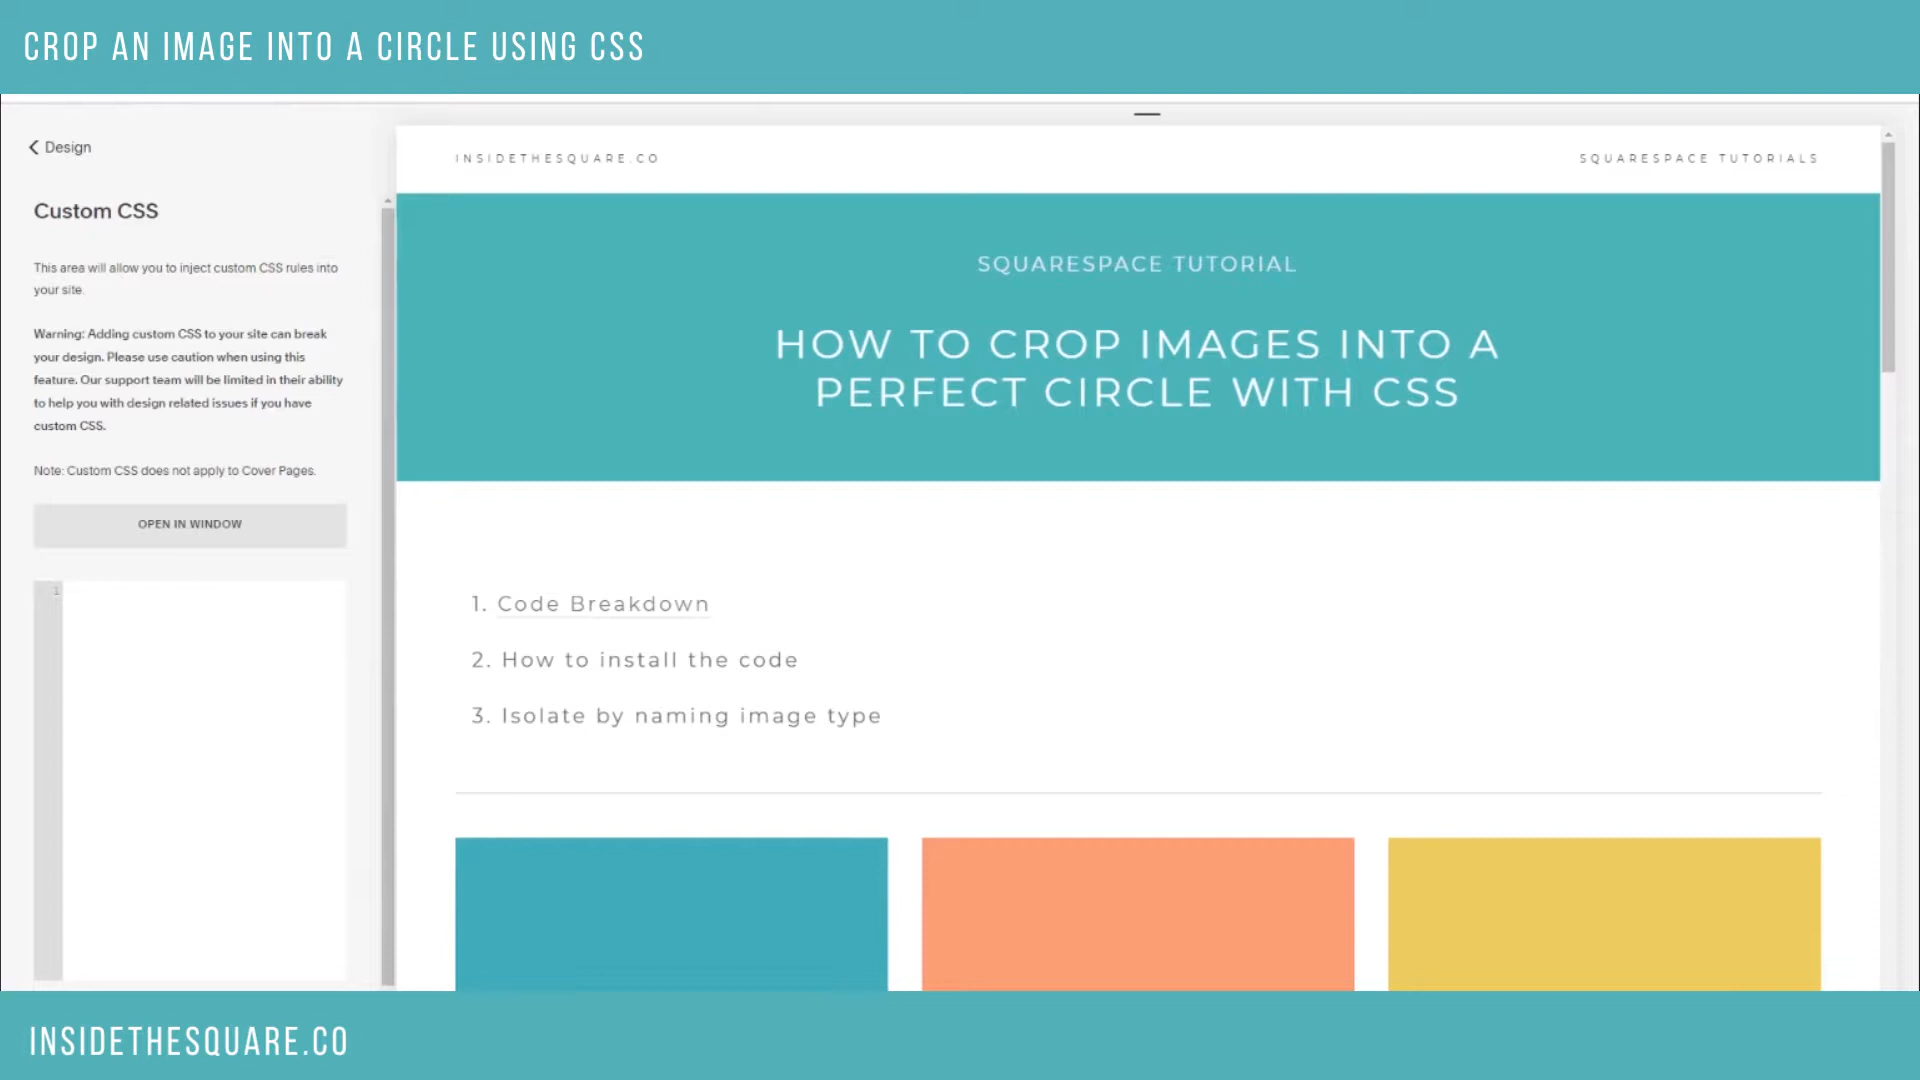 CROP AN IMAGE INTO A CIRCLE USING CSS
Design
Custom CSS
This area will allow you to inject custom CSS rules into
your site.
Warning: Adding custom CSS to your site can break
your design. Please use caution when using this
feature. Our support team will be limited in their ability
to help you with design related issues if you have
custom CSS.
Note: Custom CSS does not apply to Cover Pages.
OPEN IN WINDOW
1
INSIDETHESQUARE.CO
SQUARESPACE TUTORIALS
SQUARESPACE TUTORIAL
HOW TO CROP IMAGES INTO A
PERFECT CIRCLE WITH CSS
1. Code Breakdown
2. How to install the code
3. Isolate by naming image type
INSIDETHESQUARE.CO